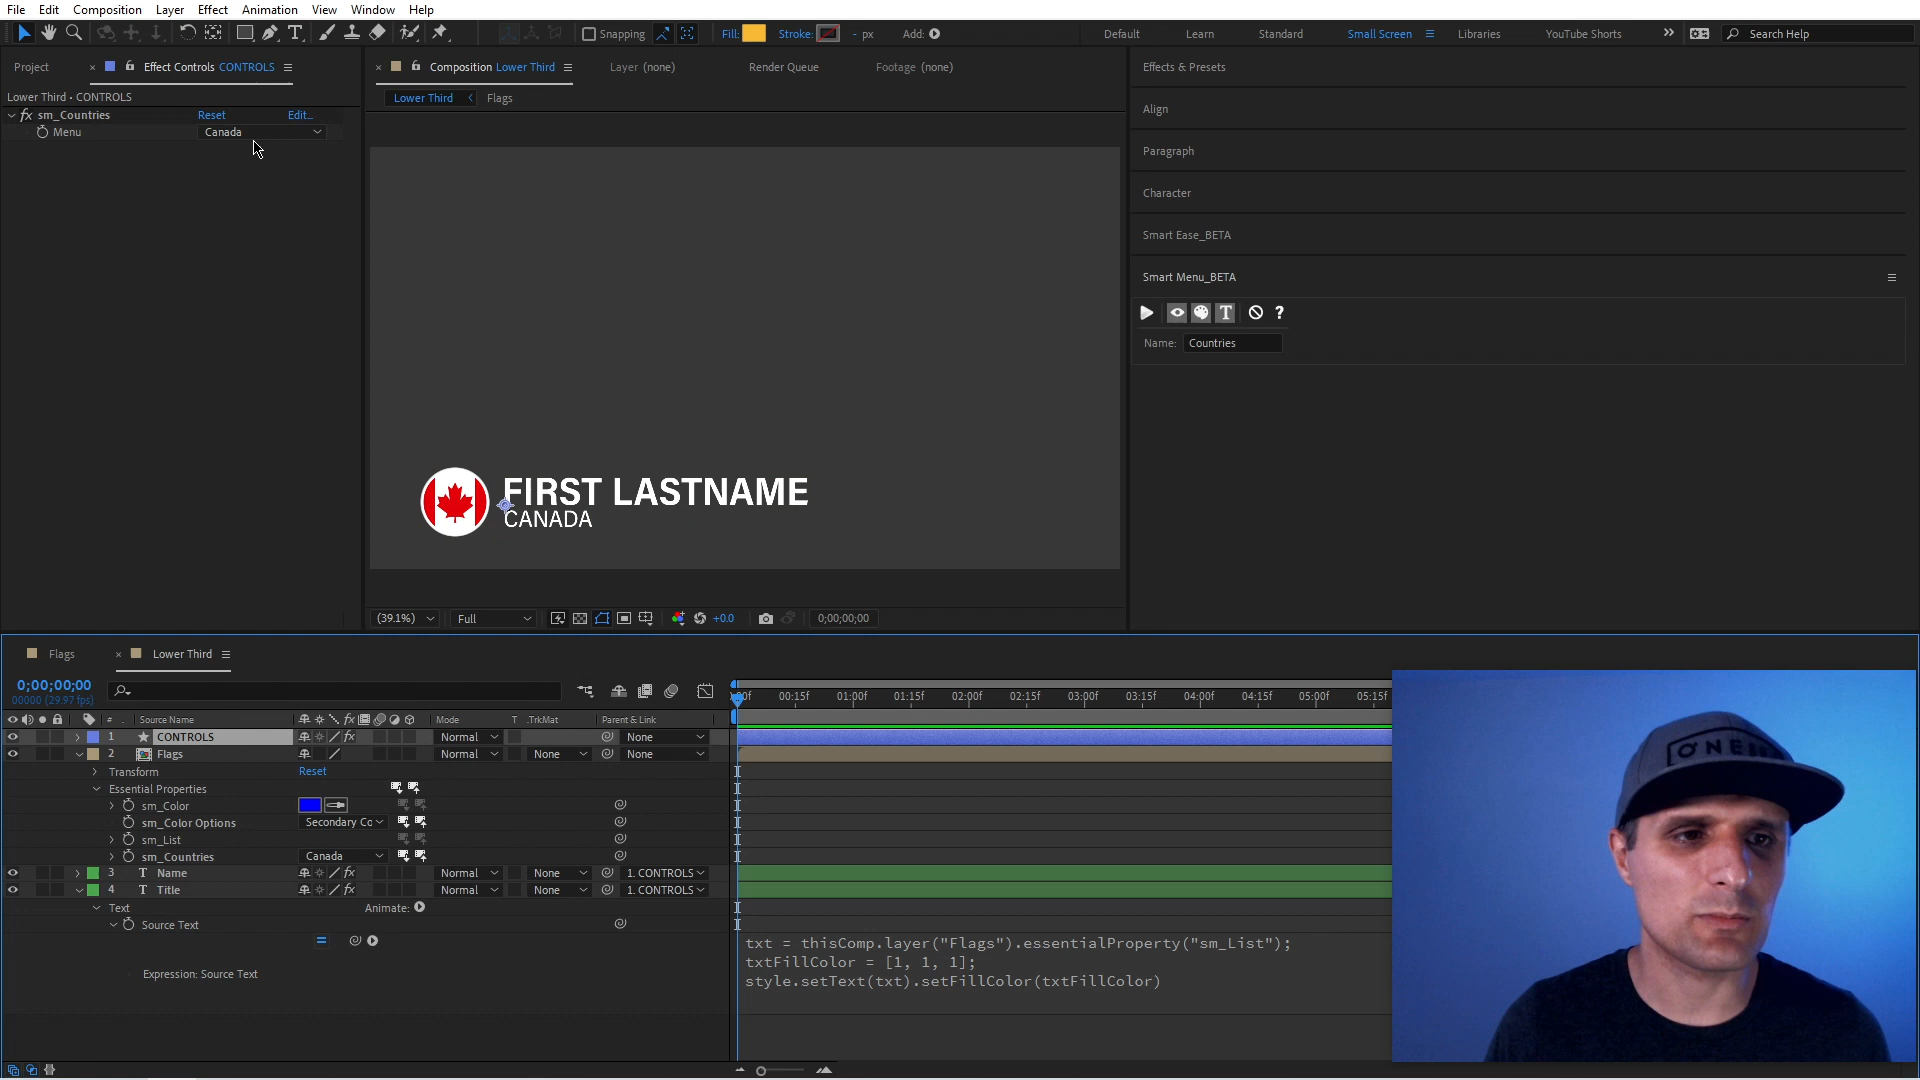 File Edit Composition Layer Effect Animation View Window Help
Snapping Fill: Stroke: - px Add: Default Learn Standard Small Screen Libraries YouTube Shorts Search Help
Project Effect Controls CONTROLS Composition Lower Third Layer (none) Render Queue Footage (none)
Lower Third • CONTROLS
Lower Third Flags
fx sm_Countries Reset Edit...
Menu Canada
Effects & Presets
Align
Paragraph
Character
Smart Ease_BETA
Smart Menu_BETA
T ?
Name: Countries
FIRST LASTNAME
CANADA
(39.1%) Full +0.0 0;00;00;00
Flags Lower Third
0;00;00;00
00000 (29.97 fps)
00f 00:15f 01:00f 01:15f 02:00f 02:15f 03:00f 03:15f 04:00f 04:15f 05:00f 05:15f
# Source Name fx Mode T .TrkMat Parent & Link
1 CONTROLS fx Normal None
2 Flags Normal None None
Transform Reset
Essential Properties
sm_Color
sm_Color Options Secondary Cc
sm_List
sm_Countries Canada
3 T Name fx Normal None 1. CONTROLS
4 T Title fx Normal None 1. CONTROLS
Text Animate:
Source Text
Expression: Source Text
txt = thisComp.layer("Flags").essentialProperty("sm_List");
txtFillColor = [1, 1, 1];
style.setText(txt).setFillColor(txtFillColor)